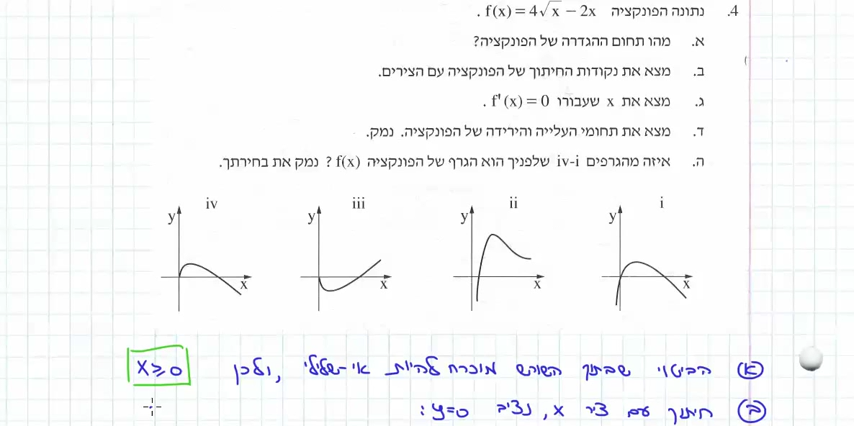 4. נתונה הפונקציה f(x) = 4√x − 2x .
א. מהו תחום ההגדרה של הפונקציה?
ב. מצא את נקודות החיתוך של הפונקציה עם הצירים.
ג. מצא את x שעבורו f'(x) = 0 .
ד. מצא את תחומי העלייה והירידה של הפונקציה. נמק.
ה. איזה מהגרפים iv-i שלפניך הוא הגרף של הפונקציה f(x) ? נמק את בחירתך.
iv iii ii i
y y y y
x x x x
א הביטוי שבתוך השורש מוכרח להיות אי-שלילי, ולכן x ≥ 0
ב חיתוך עם ציר x, נציב y=0: